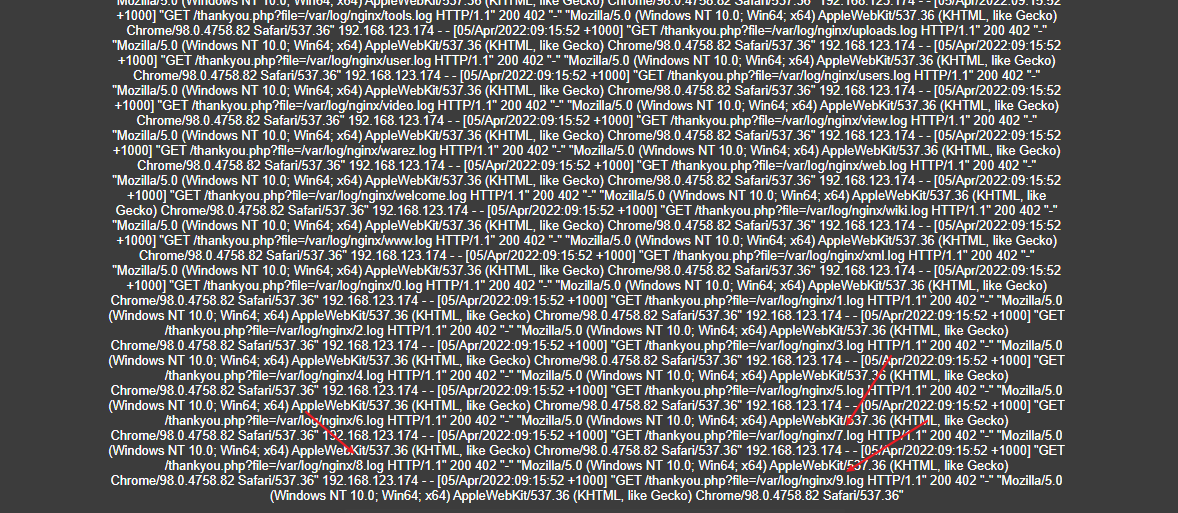 "Mozilla/5.0 (Windows NT 10.0; Win64; x64) AppleWebKit/537.36 (KHTML, like Gecko) Chrome/98.0.4758.82 Safari/537.36" 192.168.123.174 - - [05/Apr/2022:09:15:52
+1000] "GET /thankyou.php?file=/var/log/nginx/tools.log HTTP/1.1" 200 402 "-" "Mozilla/5.0 (Windows NT 10.0; Win64; x64) AppleWebKit/537.36 (KHTML, like Gecko)
Chrome/98.0.4758.82 Safari/537.36" 192.168.123.174 - - [05/Apr/2022:09:15:52 +1000] "GET /thankyou.php?file=/var/log/nginx/uploads.log HTTP/1.1" 200 402 "-"
"Mozilla/5.0 (Windows NT 10.0; Win64; x64) AppleWebKit/537.36 (KHTML, like Gecko) Chrome/98.0.4758.82 Safari/537.36" 192.168.123.174 - - [05/Apr/2022:09:15:52
+1000] "GET /thankyou.php?file=/var/log/nginx/user.log HTTP/1.1" 200 402 "-" "Mozilla/5.0 (Windows NT 10.0; Win64; x64) AppleWebKit/537.36 (KHTML, like Gecko)
Chrome/98.0.4758.82 Safari/537.36" 192.168.123.174 - - [05/Apr/2022:09:15:52 +1000] "GET /thankyou.php?file=/var/log/nginx/users.log HTTP/1.1" 200 402 "-"
"Mozilla/5.0 (Windows NT 10.0; Win64; x64) AppleWebKit/537.36 (KHTML, like Gecko) Chrome/98.0.4758.82 Safari/537.36" 192.168.123.174 - - [05/Apr/2022:09:15:52
+1000] "GET /thankyou.php?file=/var/log/nginx/video.log HTTP/1.1" 200 402 "-" "Mozilla/5.0 (Windows NT 10.0; Win64; x64) AppleWebKit/537.36 (KHTML, like Gecko)
Chrome/98.0.4758.82 Safari/537.36" 192.168.123.174 - - [05/Apr/2022:09:15:52 +1000] "GET /thankyou.php?file=/var/log/nginx/view.log HTTP/1.1" 200 402 "-"
"Mozilla/5.0 (Windows NT 10.0; Win64; x64) AppleWebKit/537.36 (KHTML, like Gecko) Chrome/98.0.4758.82 Safari/537.36" 192.168.123.174 - - [05/Apr/2022:09:15:52
+1000] "GET /thankyou.php?file=/var/log/nginx/warez.log HTTP/1.1" 200 402 "-" "Mozilla/5.0 (Windows NT 10.0; Win64; x64) AppleWebKit/537.36 (KHTML, like Gecko)
Chrome/98.0.4758.82 Safari/537.36" 192.168.123.174 - - [05/Apr/2022:09:15:52 +1000] "GET /thankyou.php?file=/var/log/nginx/web.log HTTP/1.1" 200 402 "-"
"Mozilla/5.0 (Windows NT 10.0; Win64; x64) AppleWebKit/537.36 (KHTML, like Gecko) Chrome/98.0.4758.82 Safari/537.36" 192.168.123.174 - - [05/Apr/2022:09:15:52
+1000] "GET /thankyou.php?file=/var/log/nginx/welcome.log HTTP/1.1" 200 402 "-" "Mozilla/5.0 (Windows NT 10.0; Win64; x64) AppleWebKit/537.36 (KHTML, like
Gecko) Chrome/98.0.4758.82 Safari/537.36" 192.168.123.174 - - [05/Apr/2022:09:15:52 +1000] "GET /thankyou.php?file=/var/log/nginx/wiki.log HTTP/1.1" 200 402 "-"
"Mozilla/5.0 (Windows NT 10.0; Win64; x64) AppleWebKit/537.36 (KHTML, like Gecko) Chrome/98.0.4758.82 Safari/537.36" 192.168.123.174 - - [05/Apr/2022:09:15:52
+1000] "GET /thankyou.php?file=/var/log/nginx/www.log HTTP/1.1" 200 402 "-" "Mozilla/5.0 (Windows NT 10.0; Win64; x64) AppleWebKit/537.36 (KHTML, like Gecko)
Chrome/98.0.4758.82 Safari/537.36" 192.168.123.174 - - [05/Apr/2022:09:15:52 +1000] "GET /thankyou.php?file=/var/log/nginx/xml.log HTTP/1.1" 200 402 "-"
"Mozilla/5.0 (Windows NT 10.0; Win64; x64) AppleWebKit/537.36 (KHTML, like Gecko) Chrome/98.0.4758.82 Safari/537.36" 192.168.123.174 - - [05/Apr/2022:09:15:52
+1000] "GET /thankyou.php?file=/var/log/nginx/0.log HTTP/1.1" 200 402 "-" "Mozilla/5.0 (Windows NT 10.0; Win64; x64) AppleWebKit/537.36 (KHTML, like Gecko)
Chrome/98.0.4758.82 Safari/537.36" 192.168.123.174 - - [05/Apr/2022:09:15:52 +1000] "GET /thankyou.php?file=/var/log/nginx/1.log HTTP/1.1" 200 402 "-" "Mozilla/5.0
(Windows NT 10.0; Win64; x64) AppleWebKit/537.36 (KHTML, like Gecko) Chrome/98.0.4758.82 Safari/537.36" 192.168.123.174 - - [05/Apr/2022:09:15:52 +1000] "GET
/thankyou.php?file=/var/log/nginx/2.log HTTP/1.1" 200 402 "-" "Mozilla/5.0 (Windows NT 10.0; Win64; x64) AppleWebKit/537.36 (KHTML, like Gecko)
Chrome/98.0.4758.82 Safari/537.36" 192.168.123.174 - - [05/Apr/2022:09:15:52 +1000] "GET /thankyou.php?file=/var/log/nginx/3.log HTTP/1.1" 200 402 "-" "Mozilla/5.0
(Windows NT 10.0; Win64; x64) AppleWebKit/537.36 (KHTML, like Gecko) Chrome/98.0.4758.82 Safari/537.36" 192.168.123.174 - - [05/Apr/2022:09:15:52 +1000] "GET
/thankyou.php?file=/var/log/nginx/4.log HTTP/1.1" 200 402 "-" "Mozilla/5.0 (Windows NT 10.0; Win64; x64) AppleWebKit/537.36 (KHTML, like Gecko)
Chrome/98.0.4758.82 Safari/537.36" 192.168.123.174 - - [05/Apr/2022:09:15:52 +1000] "GET /thankyou.php?file=/var/log/nginx/5.log HTTP/1.1" 200 402 "-" "Mozilla/5.0
(Windows NT 10.0; Win64; x64) AppleWebKit/537.36 (KHTML, like Gecko) Chrome/98.0.4758.82 Safari/537.36" 192.168.123.174 - - [05/Apr/2022:09:15:52 +1000] "GET
/thankyou.php?file=/var/log/nginx/6.log HTTP/1.1" 200 402 "-" "Mozilla/5.0 (Windows NT 10.0; Win64; x64) AppleWebKit/537.36 (KHTML, like Gecko)
Chrome/98.0.4758.82 Safari/537.36" 192.168.123.174 - - [05/Apr/2022:09:15:52 +1000] "GET /thankyou.php?file=/var/log/nginx/7.log HTTP/1.1" 200 402 "-" "Mozilla/5.0
(Windows NT 10.0; Win64; x64) AppleWebKit/537.36 (KHTML, like Gecko) Chrome/98.0.4758.82 Safari/537.36" 192.168.123.174 - - [05/Apr/2022:09:15:52 +1000] "GET
/thankyou.php?file=/var/log/nginx/8.log HTTP/1.1" 200 402 "-" "Mozilla/5.0 (Windows NT 10.0; Win64; x64) AppleWebKit/537.36 (KHTML, like Gecko)
Chrome/98.0.4758.82 Safari/537.36" 192.168.123.174 - - [05/Apr/2022:09:15:52 +1000] "GET /thankyou.php?file=/var/log/nginx/9.log HTTP/1.1" 200 402 "-" "Mozilla/5.0
(Windows NT 10.0; Win64; x64) AppleWebKit/537.36 (KHTML, like Gecko) Chrome/98.0.4758.82 Safari/537.36"